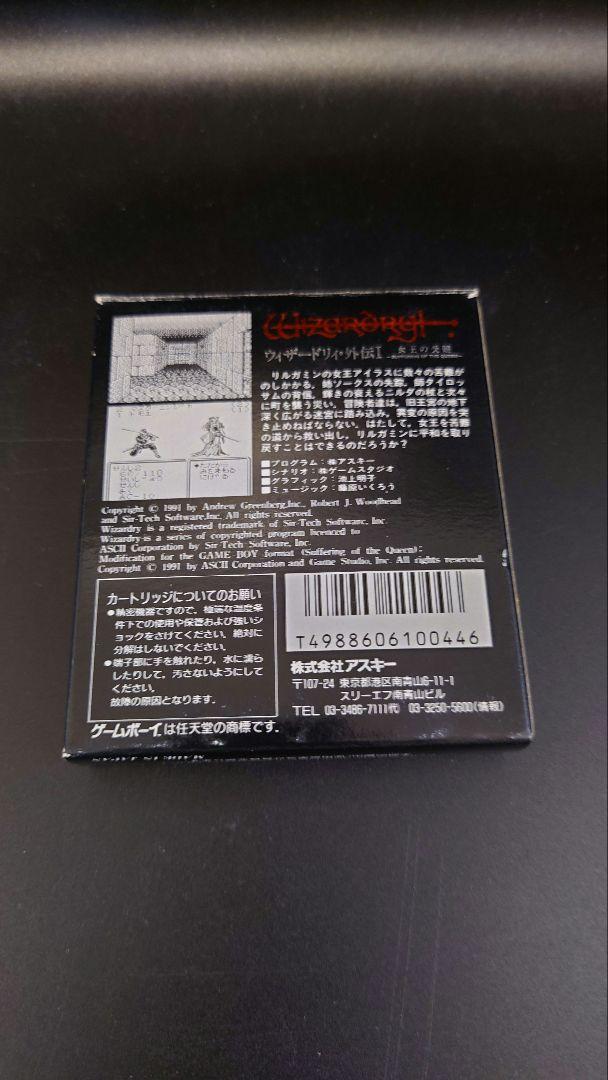 Wizardry
ウィザードリィ・外伝I 女王の受難
SUFFERING OF THE QUEEN
リルガミンの女王アイラスに数々の苦難が
のしかかる。姉ソークスの失踪、
ッサムの背信。輝きの衰えるニルダの杖と次々
に町を襲う災い。冒険者達は、旧王宮の地下
深く広がる迷宮に踏み込み、異変の原因を突
き止めねばならない。はたして、女王を苦難
の道から救い出し、リルガミンに平和を取り
戻すことはできるのだろうか？
■プログラム：㈱アスキー
■シナリオ：㈱ゲームスタジオ
■グラフィック：池上明子
■ミュージック：藤原いくろう
Copyright © 1991 by Andrew Greenberg,Inc., Robert J. Woodhead
and Sir-Tech Software,Inc. All rights reserved.
Wizardry is a registered trademark of Sir-Tech Software, Inc.
Wizardry is a series of copyrighted program licenced to
ASCII Corporation by Sir-Tech Software, Inc.
Modification for the GAME BOY format (Suffering of the Queen):
Copyright © 1991 by ASCII Corporation and Game Studio, Inc. All rights reserved.
カートリッジについてのお願い
●精密機器ですので、極端な温度条
件下での使用や保管および強いシ
ョックをさけてください。絶対に
分解はしないでください。
●端子部に手を触れたり、水に濡ら
したりして、汚さないようにして
ください。
故障の原因となります。
ゲームボーイは任天堂の商標です。
T4988606100446
株式会社アスキー
〒107-24 東京都港区南青山6-11-1
スリーエフ南青山ビル
TEL 03-3486-7111㈹ 03-3250-5600(情報)